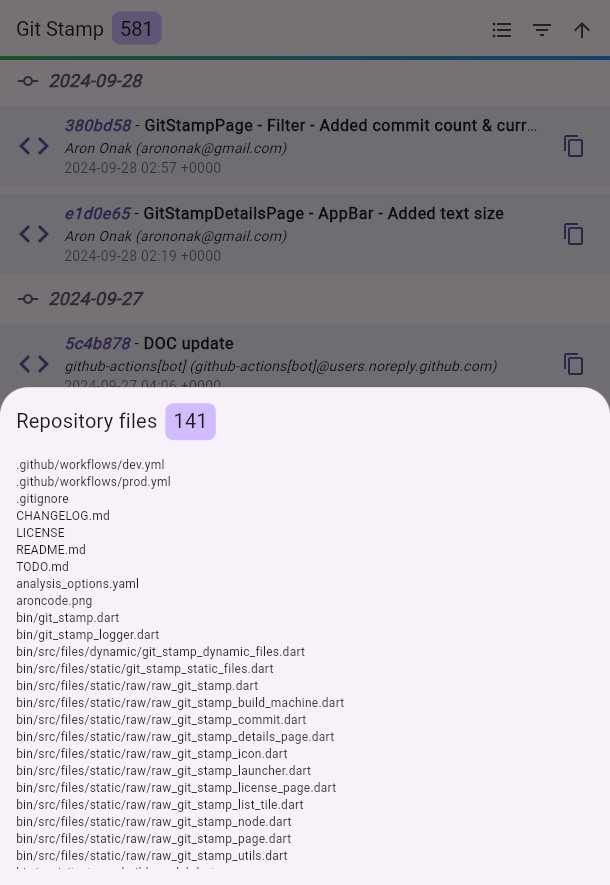 Git Stamp 581
2024-09-28
380bd58 - GitStampPage - Filter - Added commit count & curr…
Aron Onak (arononak@gmail.com)
2024-09-28 02:57 +0000
e1d0e65 - GitStampDetailsPage - AppBar - Added text size
Aron Onak (arononak@gmail.com)
2024-09-28 02:19 +0000
2024-09-27
5c4b878 - DOC update
github-actions[bot] (github-actions[bot]@users.noreply.github.com)
2024-09-27 04:06 +0000
Repository files 141
.github/workflows/dev.yml
.github/workflows/prod.yml
.gitignore
CHANGELOG.md
LICENSE
README.md
TODO.md
analysis_options.yaml
aroncode.png
bin/git_stamp.dart
bin/git_stamp_logger.dart
bin/src/files/dynamic/git_stamp_dynamic_files.dart
bin/src/files/static/git_stamp_static_files.dart
bin/src/files/static/raw/raw_git_stamp.dart
bin/src/files/static/raw/raw_git_stamp_build_machine.dart
bin/src/files/static/raw/raw_git_stamp_commit.dart
bin/src/files/static/raw/raw_git_stamp_details_page.dart
bin/src/files/static/raw/raw_git_stamp_icon.dart
bin/src/files/static/raw/raw_git_stamp_launcher.dart
bin/src/files/static/raw/raw_git_stamp_license_page.dart
bin/src/files/static/raw/raw_git_stamp_list_tile.dart
bin/src/files/static/raw/raw_git_stamp_node.dart
bin/src/files/static/raw/raw_git_stamp_page.dart
bin/src/files/static/raw/raw_git_stamp_utils.dart